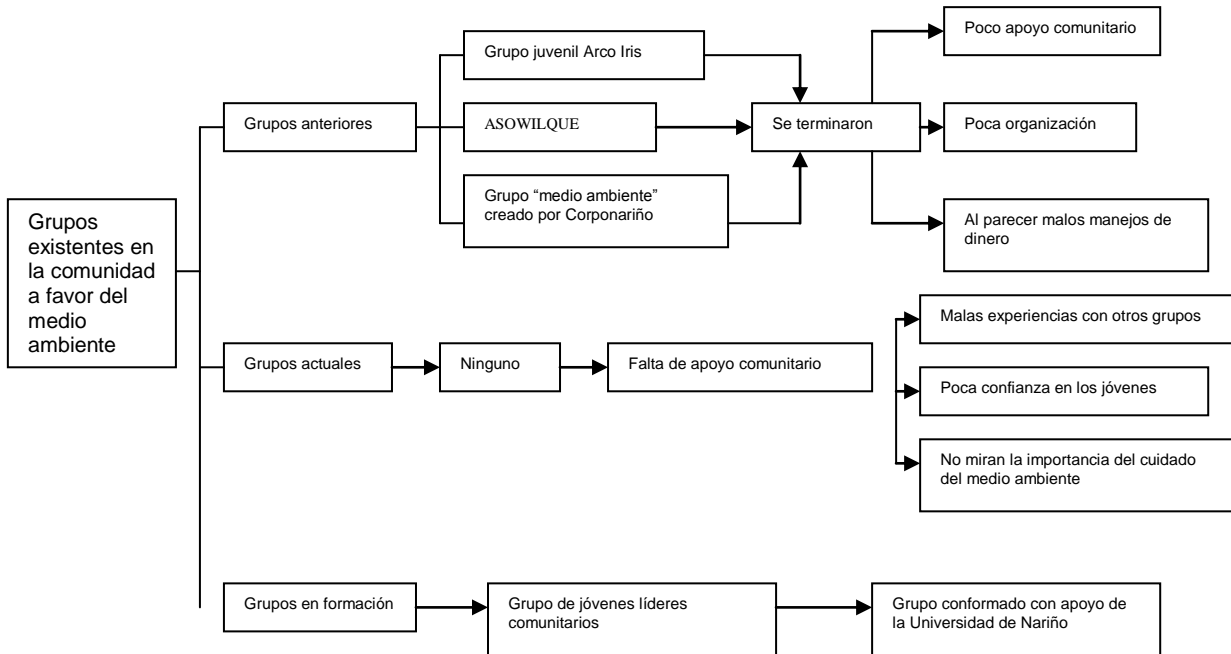 Grupos
existentes en
la comunidad
a favor del
medio
ambiente
Grupos anteriores
Grupo juvenil Arco Iris
ASOWILQUE
Grupo “medio ambiente”
creado por Corponariño
Se terminaron
Poco apoyo comunitario
Poca organización
Al parecer malos manejos de
dinero
Grupos actuales
Ninguno
Falta de apoyo comunitario
Malas experiencias con otros grupos
Poca confianza en los jóvenes
No miran la importancia del cuidado
del medio ambiente
Grupos en formación
Grupo de jóvenes líderes
comunitarios
Grupo conformado con apoyo de
la Universidad de Nariño